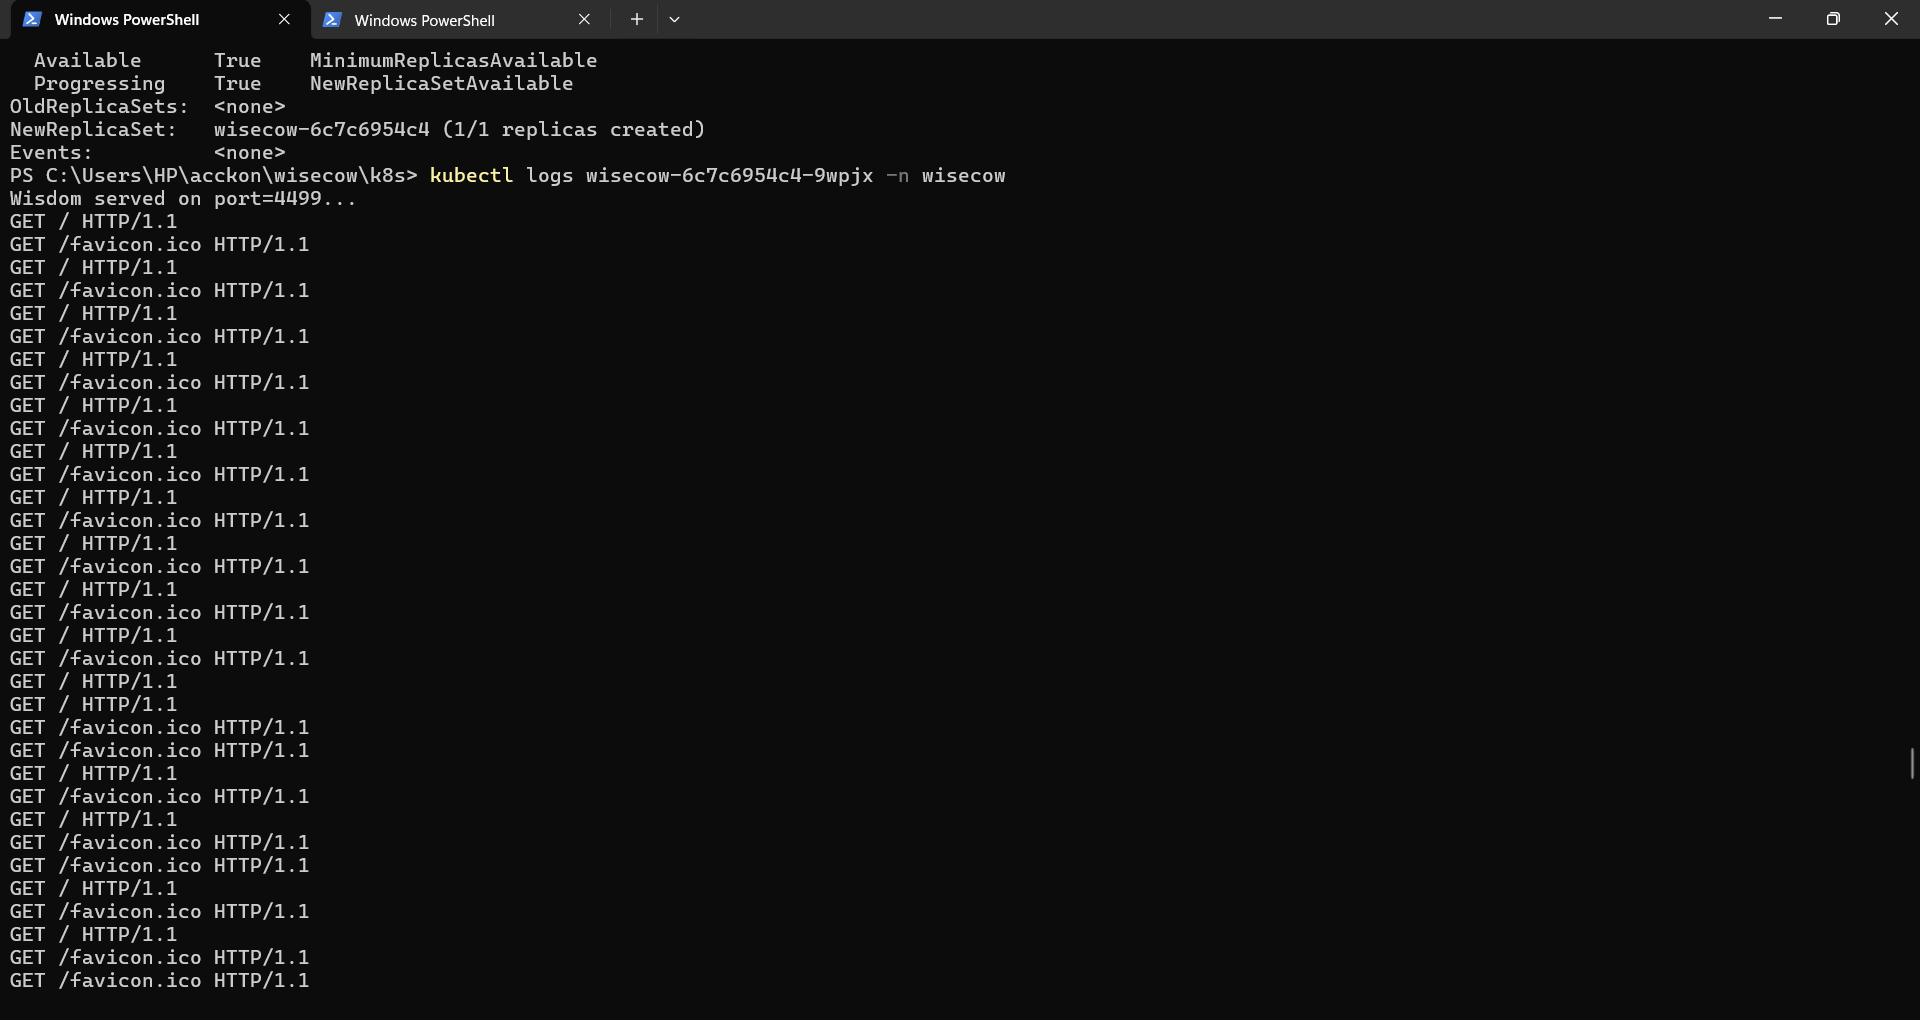 Windows PowerShell
Windows PowerShell
Available True MinimumReplicasAvailable
Progressing True NewReplicaSetAvailable
OldReplicaSets: <none>
NewReplicaSet: wisecow-6c7c6954c4 (1/1 replicas created)
Events: <none>
PS C:\Users\HP\acckon\wisecow\k8s> kubectl logs wisecow-6c7c6954c4-9wpjx -n wisecow
Wisdom served on port=4499...
GET / HTTP/1.1
GET /favicon.ico HTTP/1.1
GET / HTTP/1.1
GET /favicon.ico HTTP/1.1
GET / HTTP/1.1
GET /favicon.ico HTTP/1.1
GET / HTTP/1.1
GET /favicon.ico HTTP/1.1
GET / HTTP/1.1
GET /favicon.ico HTTP/1.1
GET / HTTP/1.1
GET /favicon.ico HTTP/1.1
GET / HTTP/1.1
GET /favicon.ico HTTP/1.1
GET / HTTP/1.1
GET /favicon.ico HTTP/1.1
GET / HTTP/1.1
GET /favicon.ico HTTP/1.1
GET / HTTP/1.1
GET /favicon.ico HTTP/1.1
GET / HTTP/1.1
GET / HTTP/1.1
GET /favicon.ico HTTP/1.1
GET /favicon.ico HTTP/1.1
GET / HTTP/1.1
GET /favicon.ico HTTP/1.1
GET / HTTP/1.1
GET /favicon.ico HTTP/1.1
GET /favicon.ico HTTP/1.1
GET / HTTP/1.1
GET /favicon.ico HTTP/1.1
GET / HTTP/1.1
GET /favicon.ico HTTP/1.1
GET /favicon.ico HTTP/1.1